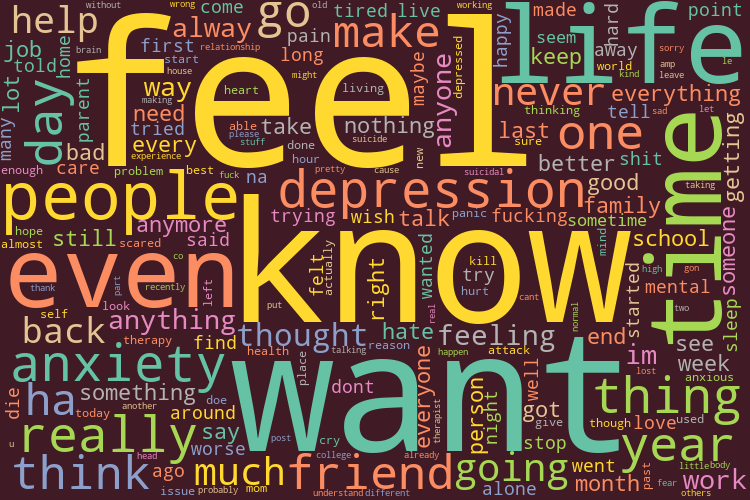 without
wrong
come
old
working
help
go
tired
live
made
point
feel
life
alway
pain
happy
hard
job
told
home
brain
first
start
house
relationship
long
make
maybe
depressed
seem
keep
away
world
kind
sorry
amp
leave
le
lot
parent
way
making
heart
might
living
anyone
never
everything
many
day
need
tried
every
experience
able
please
stuff
take
done
hour
nothing
suicide
last
thinking
sure
one
tell
sad
let
shit
getting
time
bad
care
problem
best
fuck
na
pretty
cause
new
suicidal
better
good
taking
enough
people
depression
family
hope
anymore
trying
wish
talk
panic
fucking
sometime
someone
almost
still
scared
said
know
felt
actually
right
wanted
kill
try
hurt
mind
school
even
co
recently
left
thank
part
self
look
put
real
cant
normal
started
high
gon
mental
two
sleep
back
anything
therapy
find
thought
health
place
talking
reason
hate
feeling
happen
attack
end
im
lost
see
week
anxious
anxiety
want
dont
everyone
therapist
person
night
well
got
give
thing
die
ha
something
another
today
around
doe
though
love
used
u
really
say
worse
post
cry
college
already
stop
year
think
head
ago
issue
much
probably
mom
friend
understand
different
going
alone
went
month
past
fear
little
body
work
others